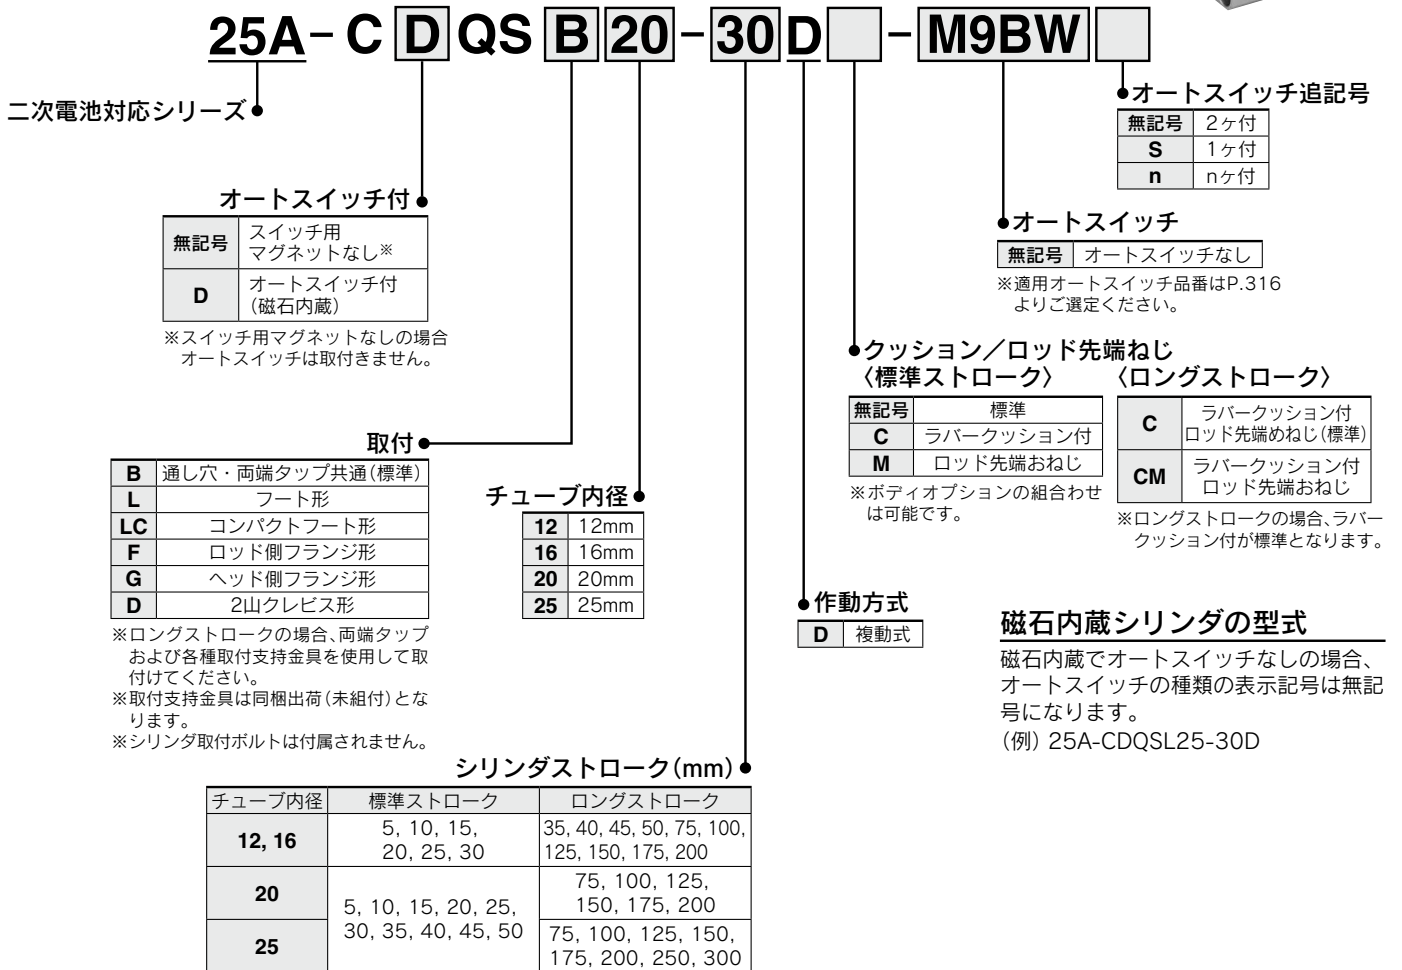 25A-CDQSB20-30D-M9BW
二次電池対応シリーズ
オートスイッチ付
無記号 スイッチ用
マグネットなし※
D オートスイッチ付
（磁石内蔵）
※スイッチ用マグネットなしの場合
オートスイッチは取付きません。
取付
B 通し穴・両端タップ共通（標準）
L フート形
LC コンパクトフート形
F ロッド側フランジ形
G ヘッド側フランジ形
D 2山クレビス形
※ロングストロークの場合、両端タップ
および各種取付支持金具を使用して取
付けてください。
※取付支持金具は同梱出荷（未組付）とな
ります。
※シリンダ取付ボルトは付属されません。
チューブ内径
12 12mm
16 16mm
20 20mm
25 25mm
シリンダストローク（mm）
チューブ内径 標準ストローク ロングストローク
12, 16 5, 10, 15, 20, 25, 30 35, 40, 45, 50, 75, 100, 125, 150, 175, 200
20 5, 10, 15, 20, 25, 30, 35, 40, 45, 50 75, 100, 125, 150, 175, 200
25 75, 100, 125, 150, 175, 200, 250, 300
作動方式
D 複動式
クッション／ロッド先端ねじ
〈標準ストローク〉
無記号 標準
C ラバークッション付
M ロッド先端おねじ
※ボディオプションの組合わせ
は可能です。
〈ロングストローク〉
C ラバークッション付
ロッド先端めねじ（標準）
CM ラバークッション付
ロッド先端おねじ
※ロングストロークの場合、ラバー
クッション付が標準となります。
オートスイッチ
無記号 オートスイッチなし
※適用オートスイッチ品番はP.316
よりご選定ください。
オートスイッチ追記号
無記号 2ヶ付
S 1ヶ付
n nヶ付
磁石内蔵シリンダの型式
磁石内蔵でオートスイッチなしの場合、
オートスイッチの種類の表示記号は無記
号になります。
（例）25A-CDQSL25-30D